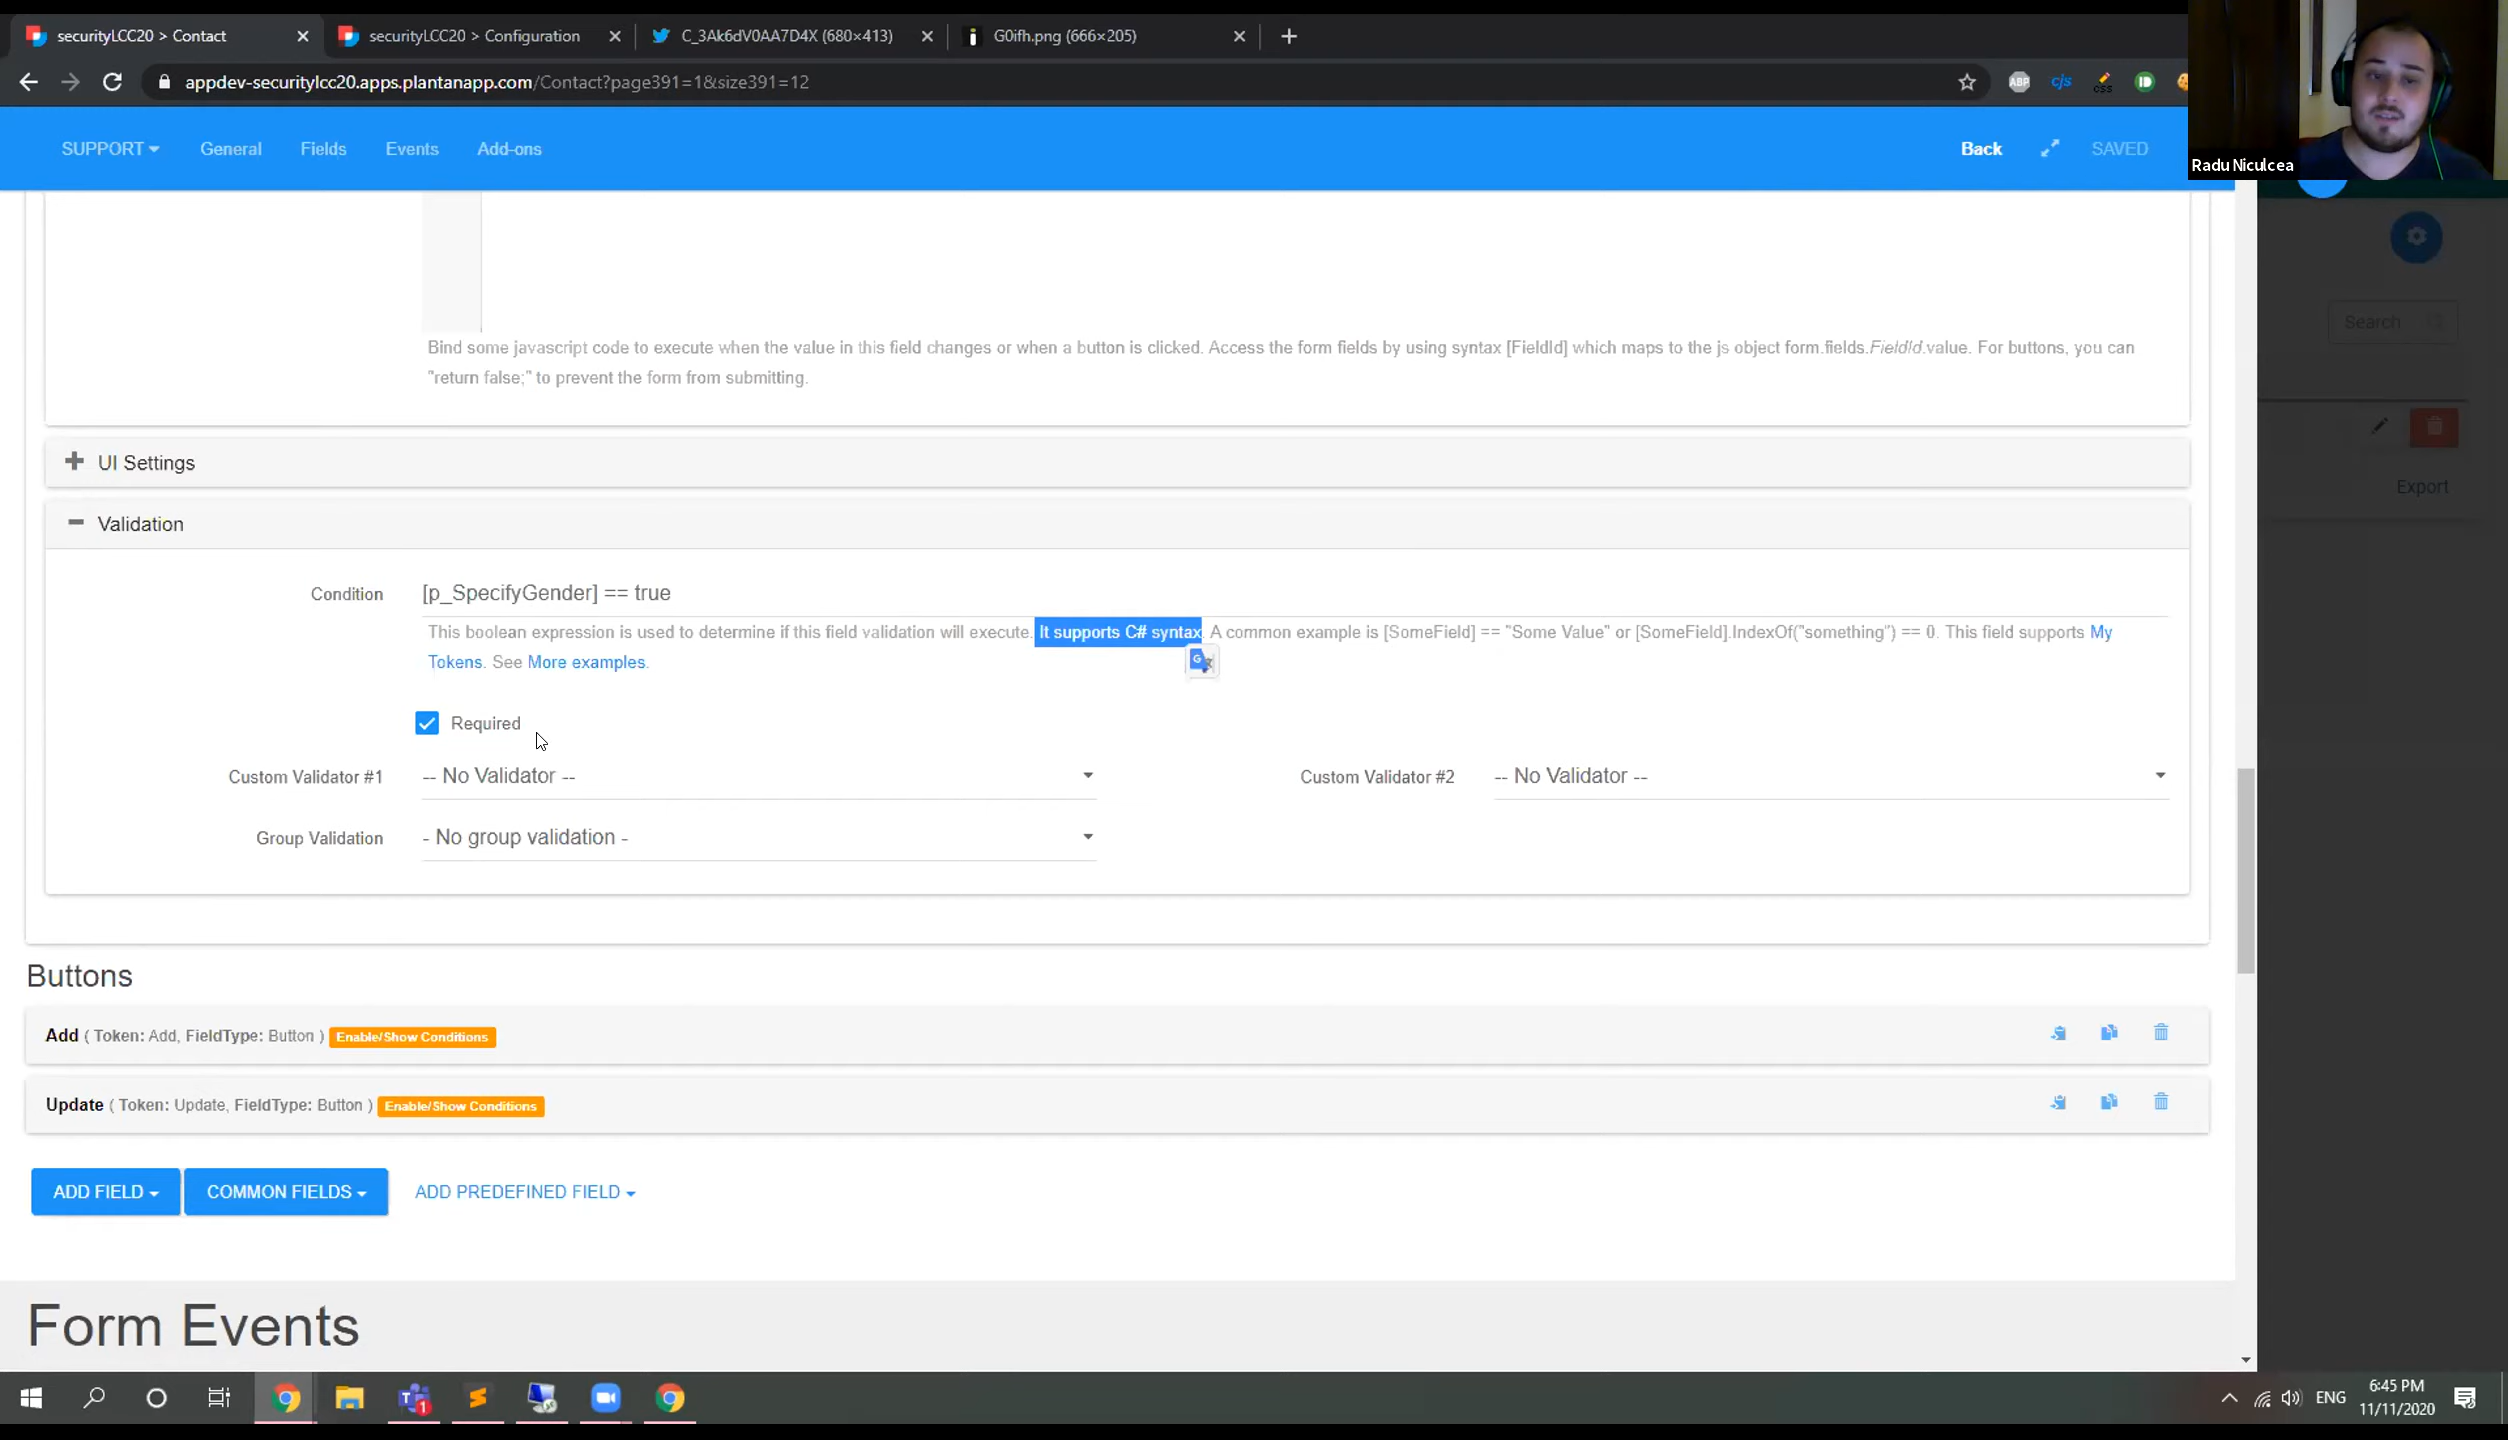 securityLCC20 > Contact
securityLCC20 > Configuration
C_3Ak6dV0AA7D4X (680×413)
G0ifh.png (666×205)
appdev-securitylcc20.apps.plantanapp.com/Contact?page391=1&size391=12
ABP
cjs
css
Radu Niculcea
SUPPORT
General
Fields
Events
Add-ons
Back
SAVED
Search
Bind some javascript code to execute when the value in this field changes or when a button is clicked. Access the form fields by using syntax [FieldId] which maps to the js object form.fields.FieldId.value. For buttons, you can
"return false;" to prevent the form from submitting.
UI Settings
Export
Validation
Condition
[p_SpecifyGender] == true
This boolean expression is used to determine if this field validation will execute. It supports C# syntax. A common example is [SomeField] == "Some Value" or [SomeField].IndexOf("something") == 0. This field supports My
Tokens. See More examples.
Required
Custom Validator #1
-- No Validator --
Custom Validator #2
-- No Validator --
Group Validation
- No group validation -
Buttons
Add ( Token: Add, FieldType: Button ) Enable/Show Conditions
Update ( Token: Update, FieldType: Button ) Enable/Show Conditions
ADD FIELD
COMMON FIELDS
ADD PREDEFINED FIELD
Form Events
1
ENG
6:45 PM
11/11/2020